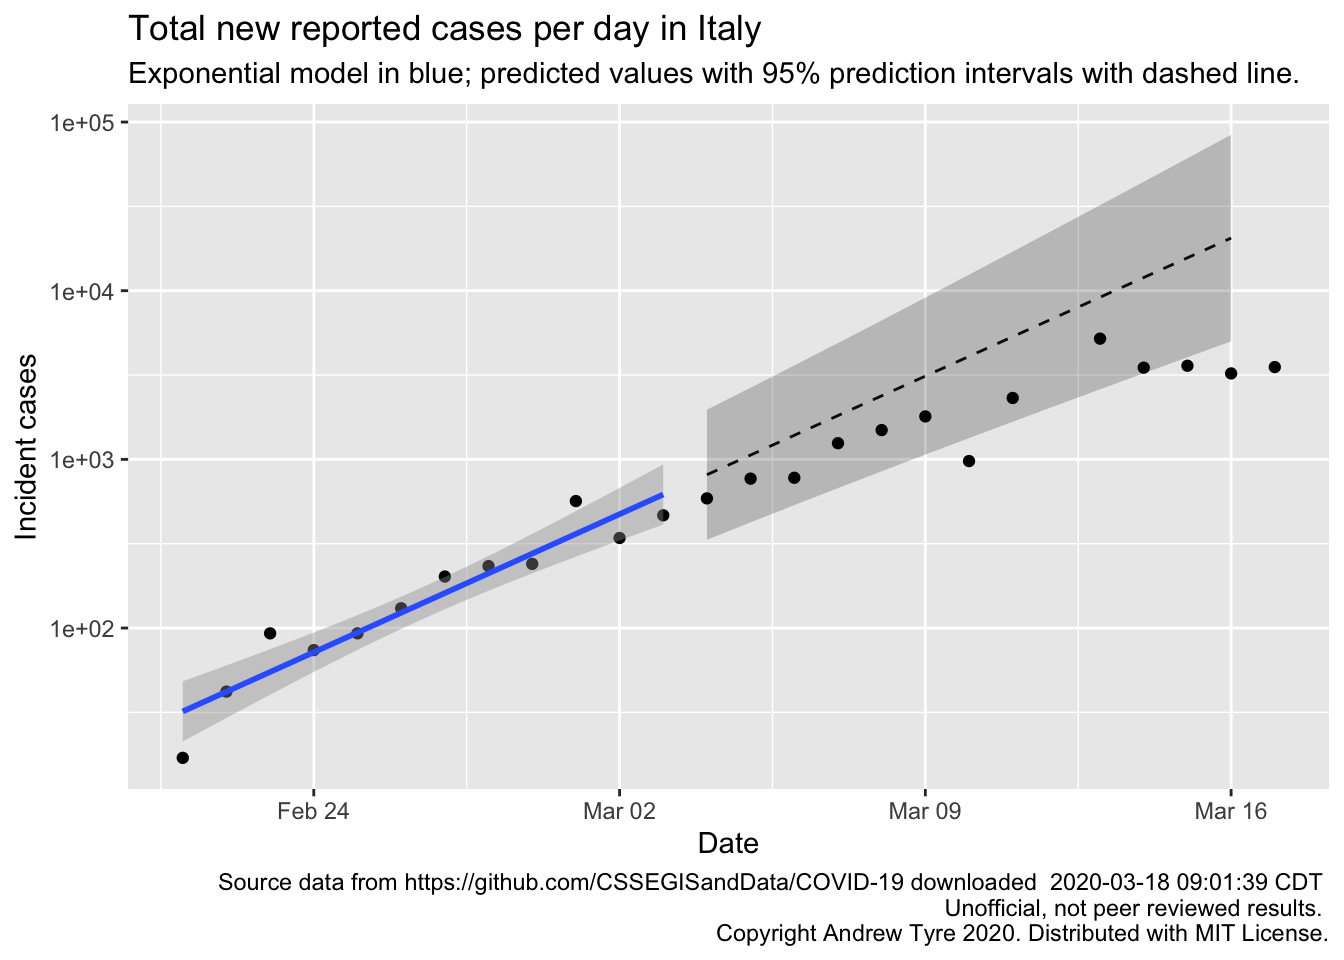 Total new reported cases per day in Italy
Exponential model in blue; predicted values with 95% prediction intervals with dashed line.
1e+05
1e+04
1e+03
1e+02
Incident cases
Feb 24 Mar 02 Mar 09 Mar 16
Date
Source data from https://github.com/CSSEGISandData/COVID-19 downloaded  2020-03-18 09:01:39 CDT
Unofficial, not peer reviewed results.
Copyright Andrew Tyre 2020. Distributed with MIT License.